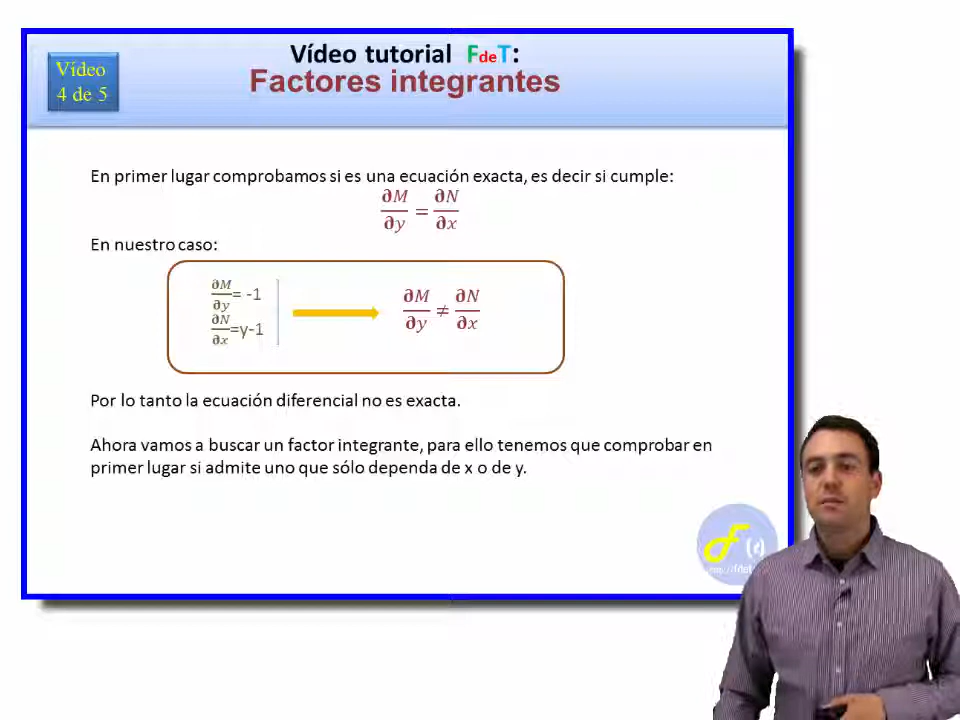 Vídeo
4 de 5
Vídeo tutorial FdeT:
Factores integrantes
En primer lugar comprobamos si es una ecuación exacta, es decir si cumple:
∂M/∂y = ∂N/∂x
En nuestro caso:
∂M/∂y = -1
∂N/∂x =y-1
∂M/∂y ≠ ∂N/∂x
Por lo tanto la ecuación diferencial no es exacta.
Ahora vamos a buscar un factor integrante, para ello tenemos que comprobar en
primer lugar si admite uno que sólo dependa de x o de y.